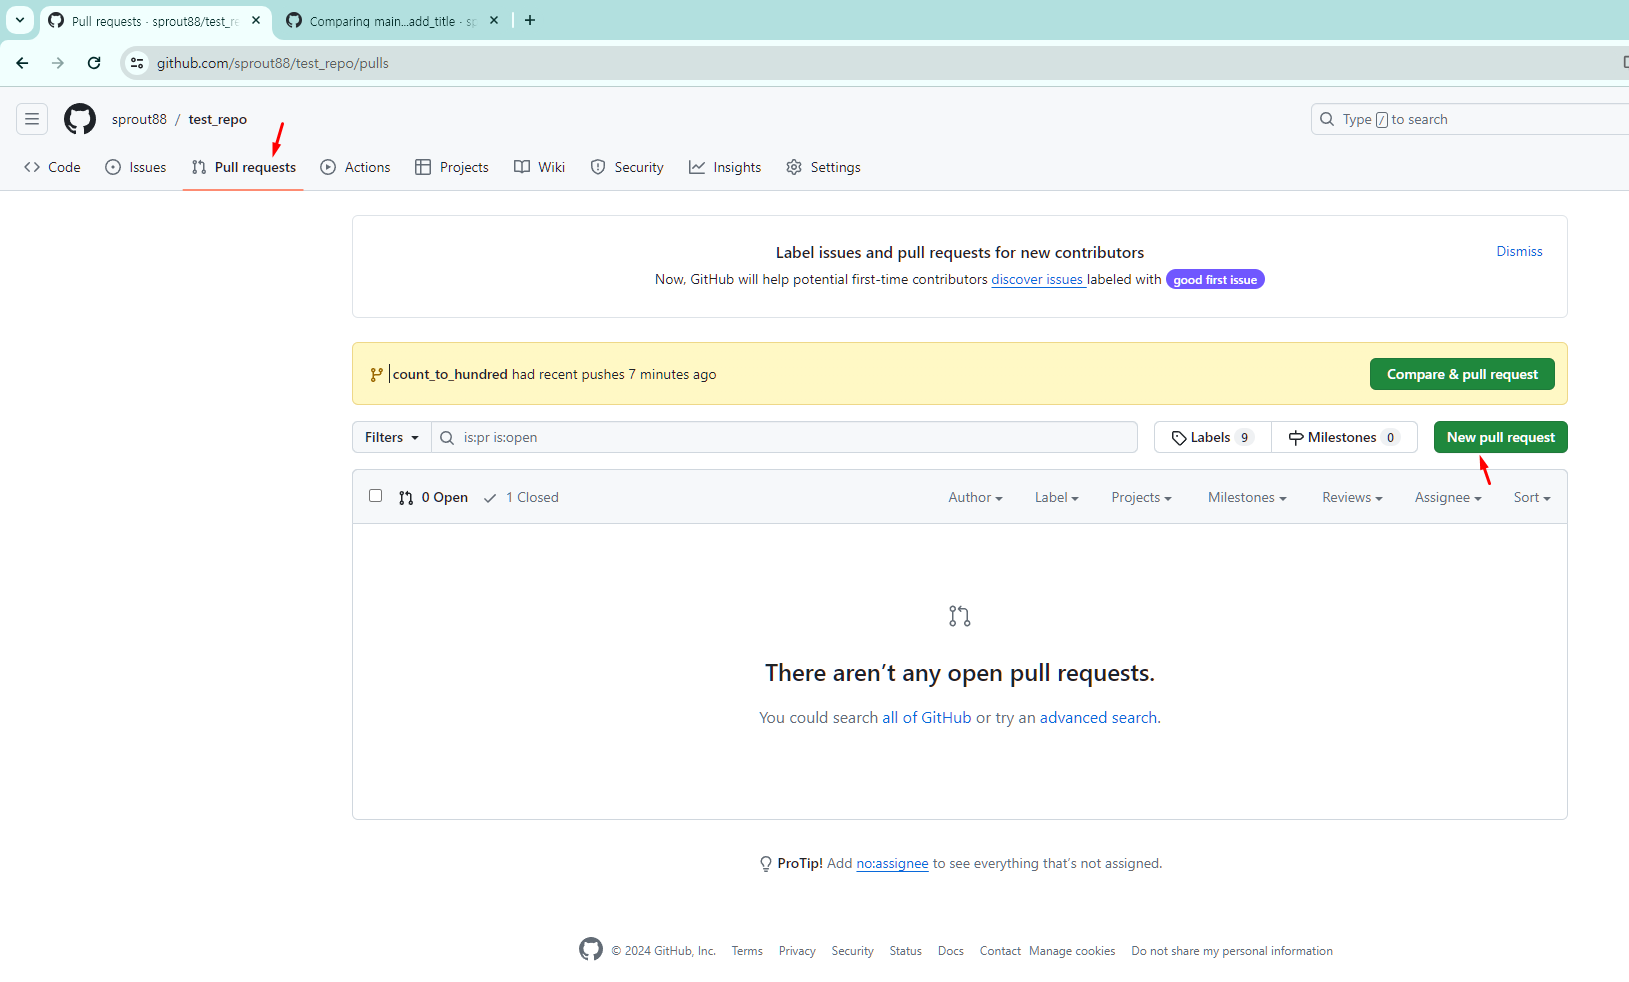 Pull requests · sprout88/test_re
Comparing main...add_title · sp
github.com/sprout88/test_repo/pulls
sprout88 / test_repo
Type / to search
Code Issues Pull requests Actions Projects Wiki Security Insights Settings
Label issues and pull requests for new contributors
Dismiss
Now, GitHub will help potential first-time contributors discover issues labeled with good first issue
count_to_hundred had recent pushes 7 minutes ago
Compare & pull request
Filters is:pr is:open Labels 9 Milestones 0 New pull request
0 Open 1 Closed Author Label Projects Milestones Reviews Assignee Sort
There aren’t any open pull requests.
You could search all of GitHub or try an advanced search.
ProTip! Add no:assignee to see everything that’s not assigned.
© 2024 GitHub, Inc. Terms Privacy Security Status Docs Contact Manage cookies Do not share my personal information